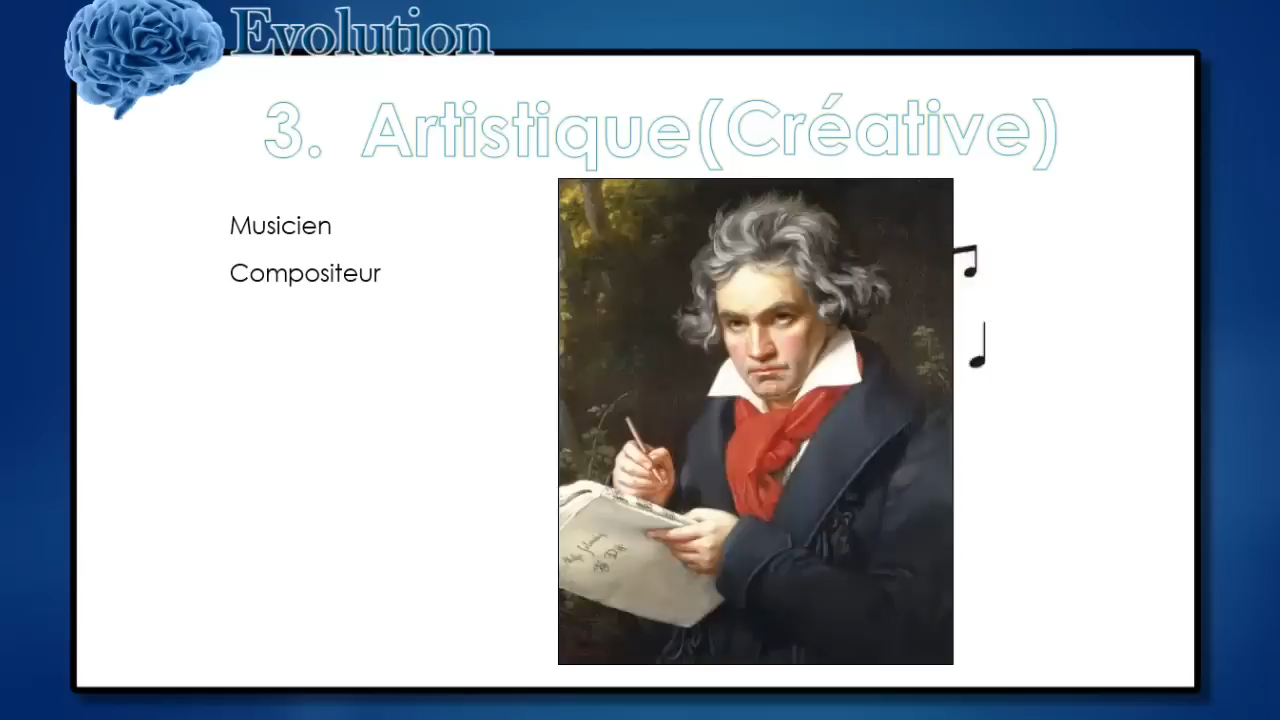 Evolution
3. Artistique(Créative)
Musicien
Compositeur